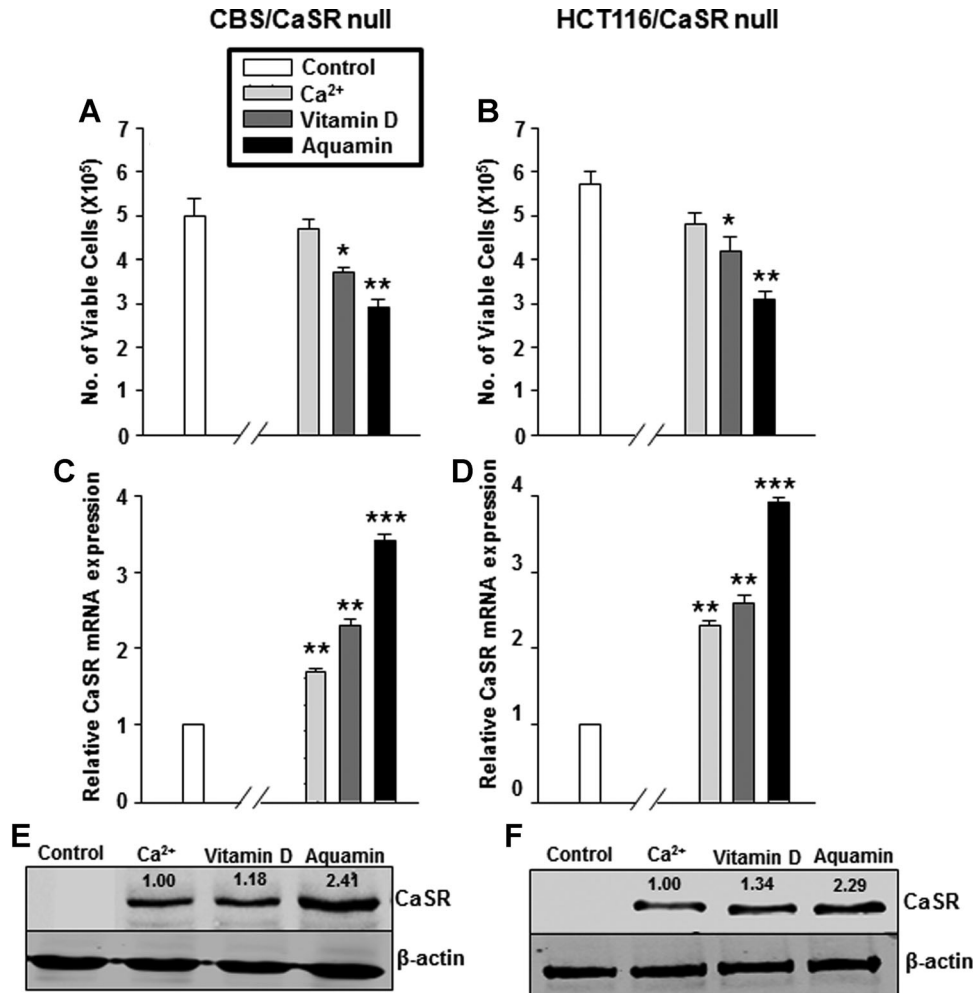 CBS/CaSR null
HCT116/CaSR null
Control
Ca²⁺
Vitamin D
Aquamin
A
No. of Viable Cells (X10⁵)
7
6
5
4
3
2
1
0
*
**
B
No. of Viable Cells (X10⁵)
7
6
5
4
3
2
1
0
*
**
C
Relative CaSR mRNA expression
4
3
2
1
0
**
**
***
D
Relative CaSR mRNA expression
4
3
2
1
0
**
**
***
E
Control Ca²⁺ Vitamin D Aquamin
1.00 1.18 2.41
CaSR
β-actin
F
Control Ca²⁺ Vitamin D Aquamin
1.00 1.34 2.29
CaSR
β-actin